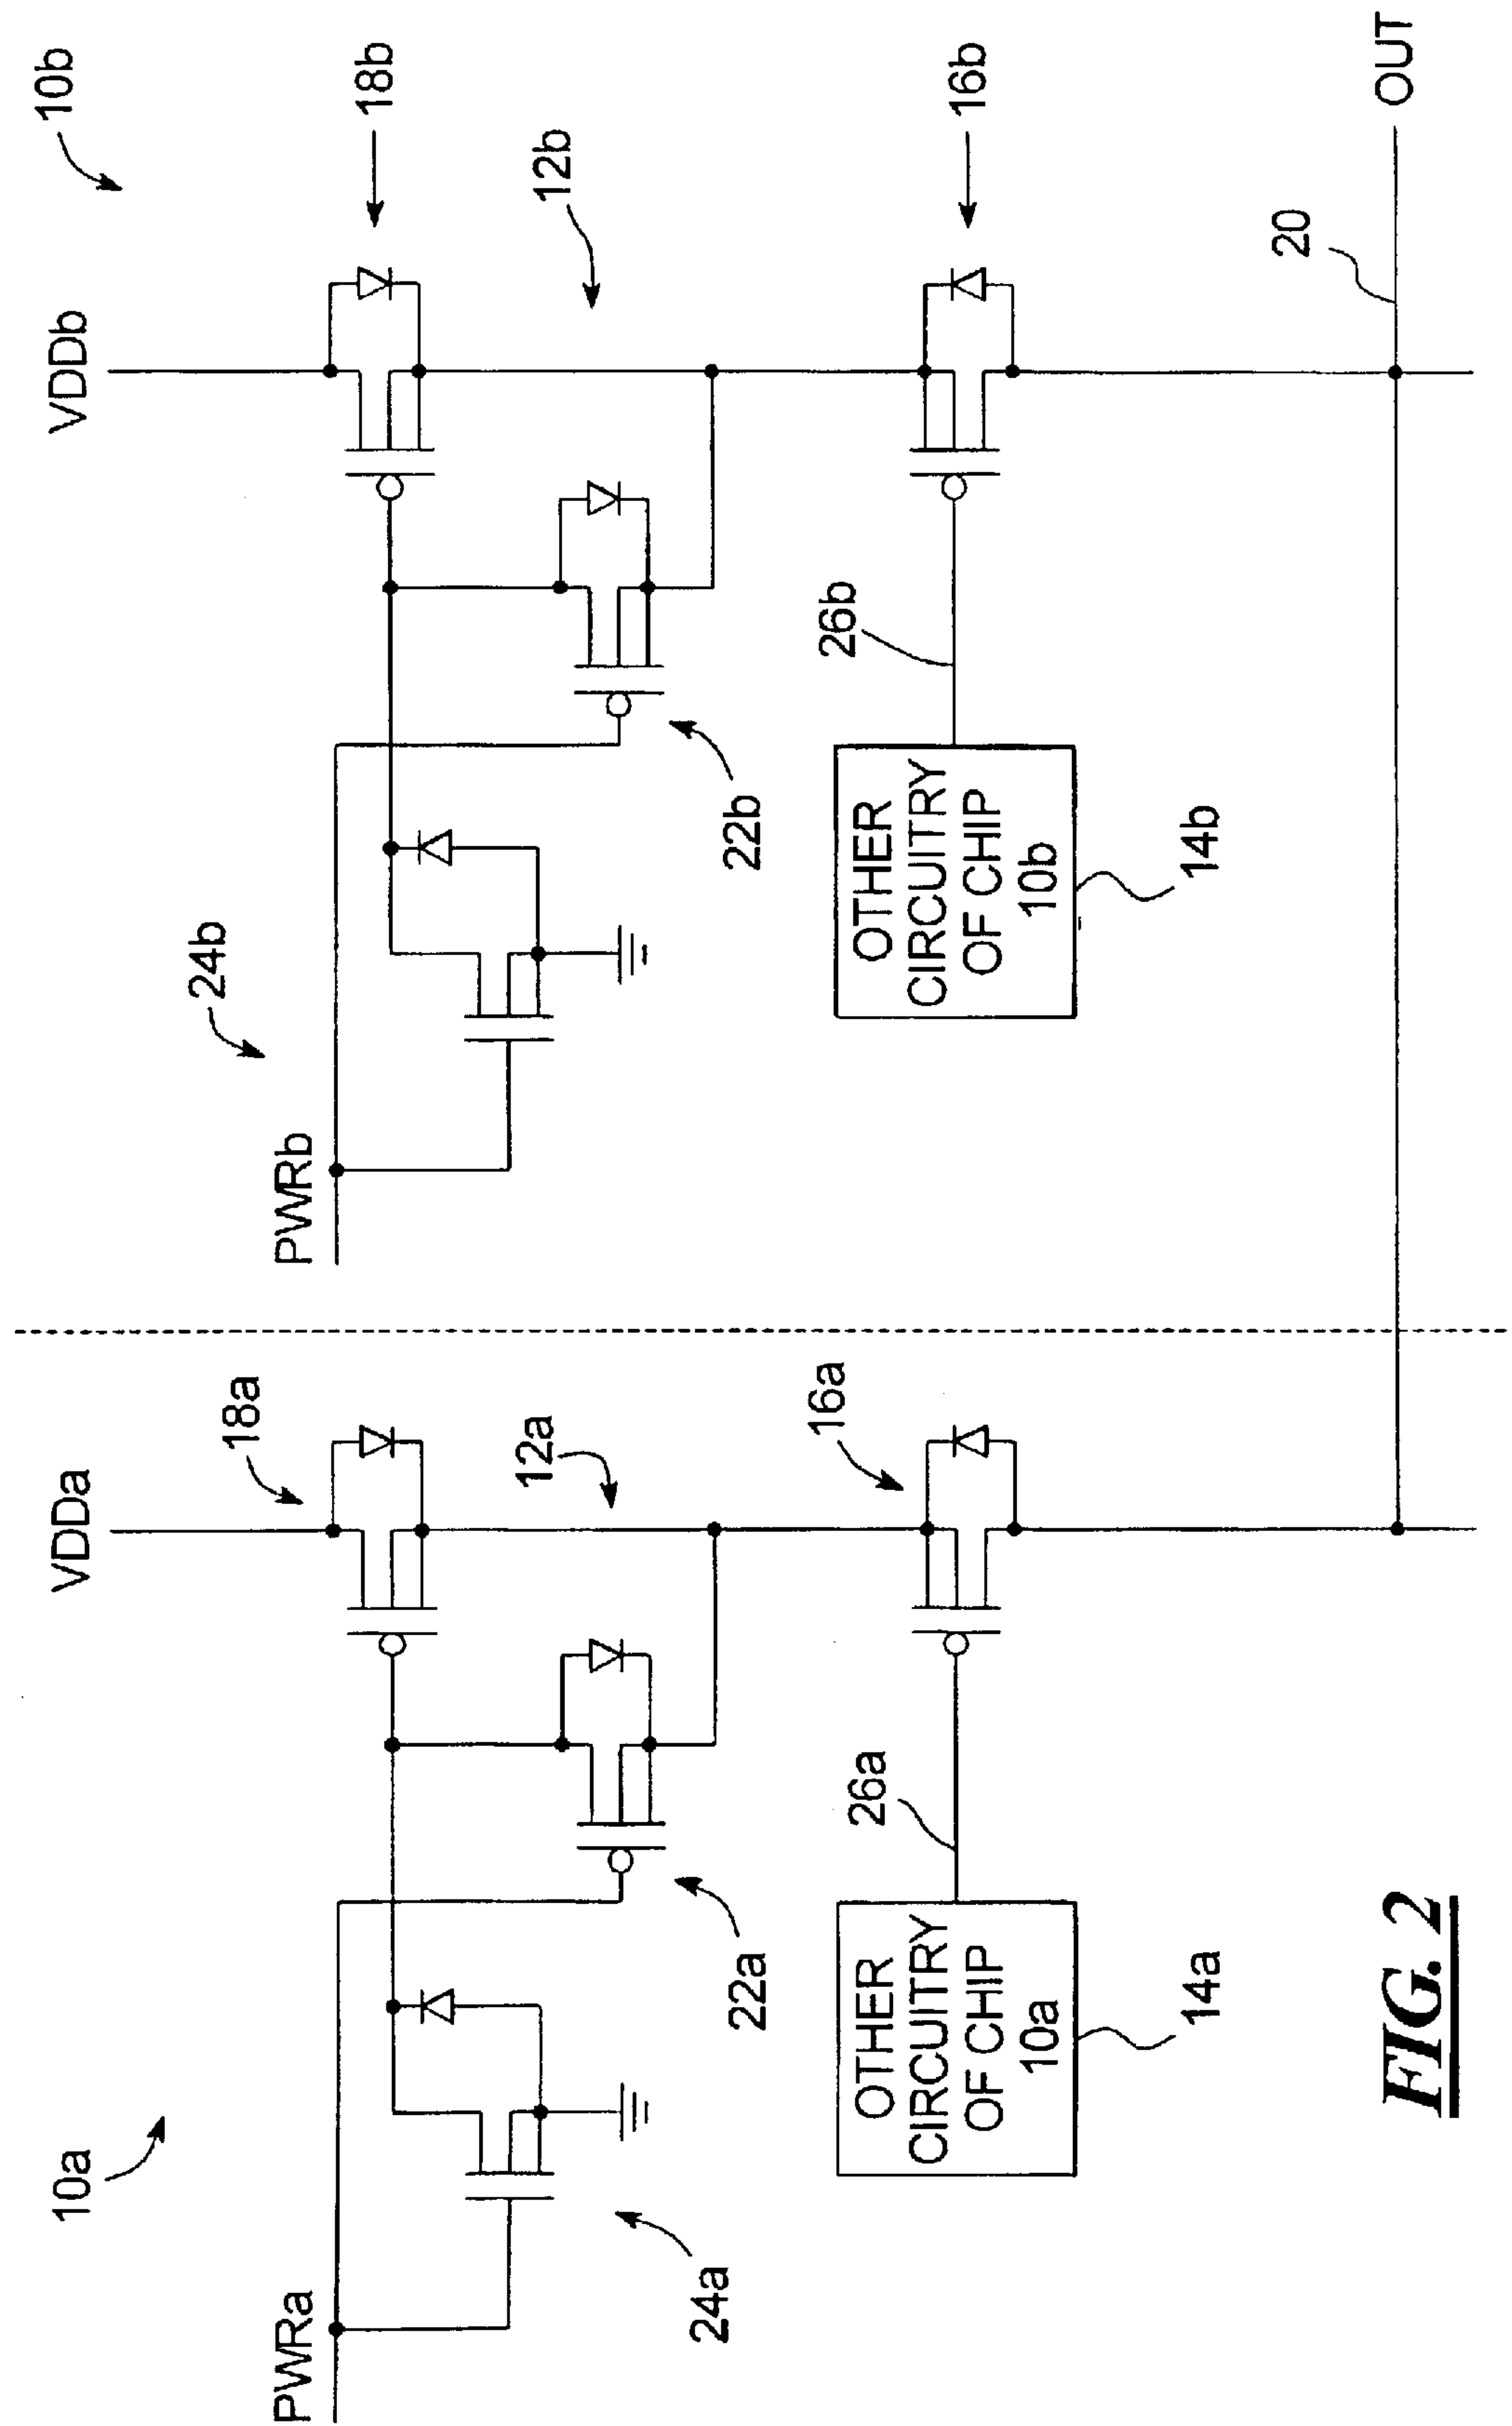 10a
VDDa
18a
PWRa
24a
22a
12a
16a
26a
OTHER
CIRCUITRY
OF CHIP
10a
14a
10b
VDDb
18b
PWRb
24b
22b
12b
16b
26b
OTHER
CIRCUITRY
OF CHIP
10b
14b
20
OUT
FIG. 2